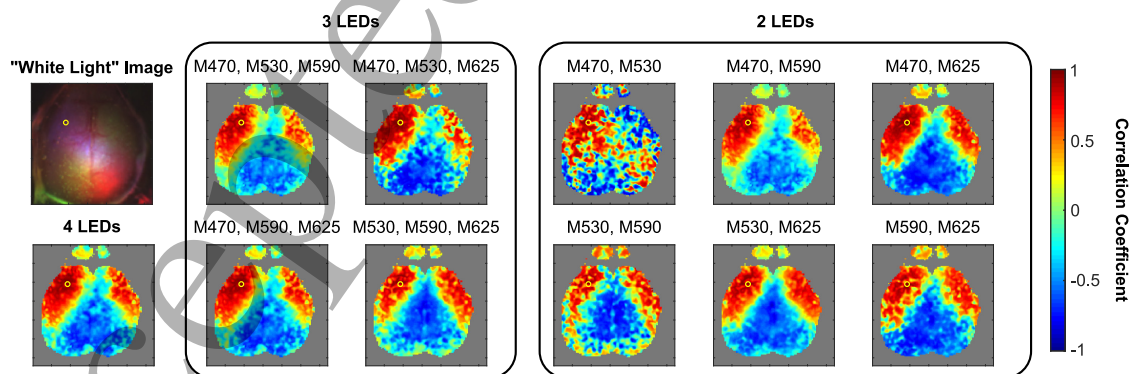 3 LEDs
2 LEDs
"White Light" Image
M470, M530, M590
M470, M530, M625
M470, M530
M470, M590
M470, M625
4 LEDs
M470, M590, M625
M530, M590, M625
M530, M590
M530, M625
M590, M625
1
0.5
0
-0.5
-1
Correlation Coefficient